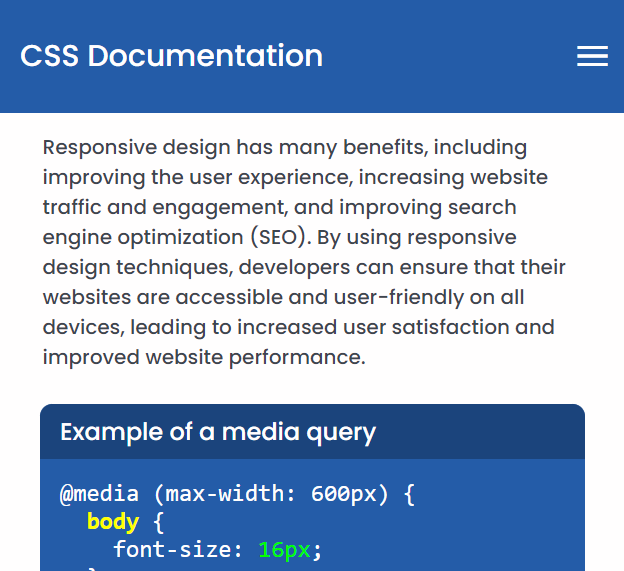 CSS Documentation
Responsive design has many benefits, including
improving the user experience, increasing website
traffic and engagement, and improving search
engine optimization (SEO). By using responsive
design techniques, developers can ensure that their
websites are accessible and user-friendly on all
devices, leading to increased user satisfaction and
improved website performance.
Example of a media query
@media (max-width: 600px) {
  body {
    font-size: 16px;